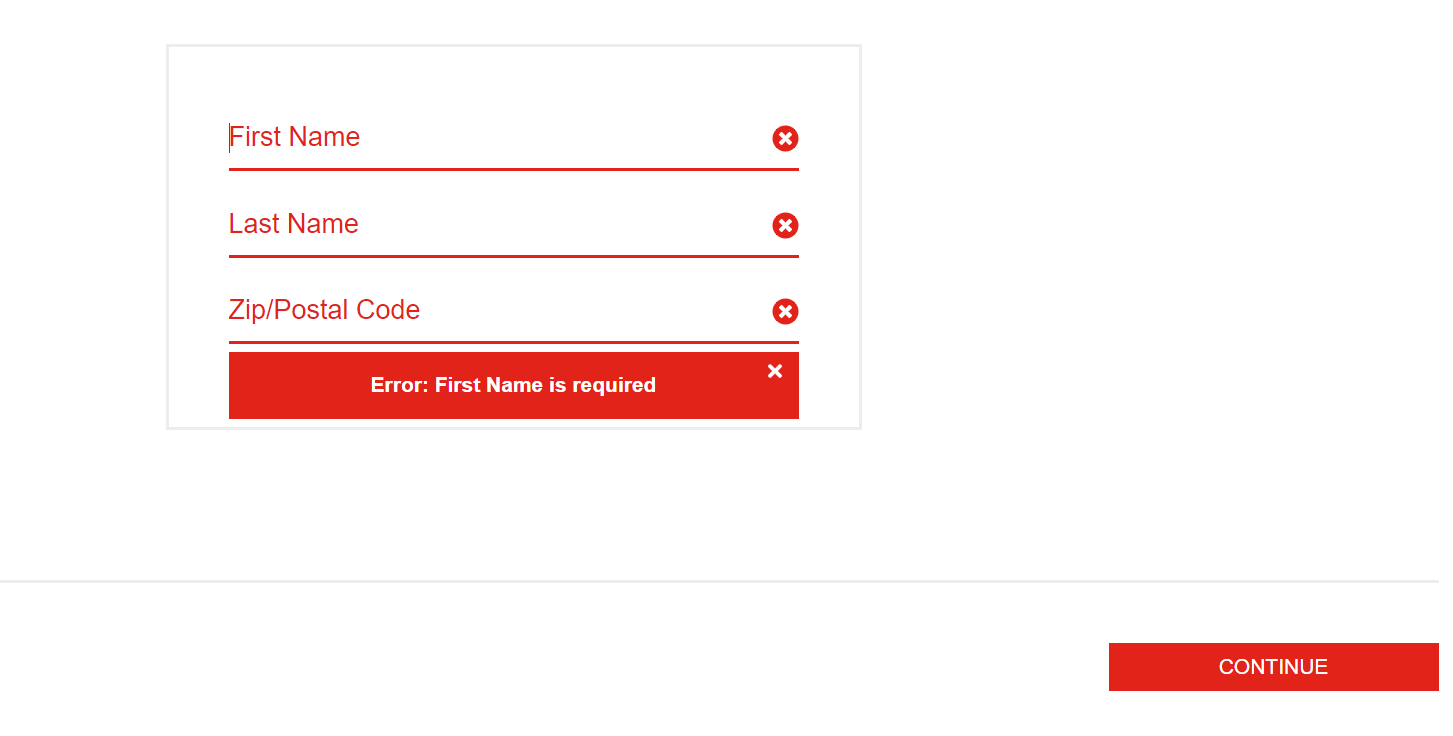 First Name
Last Name
Zip/Postal Code
Error: First Name is required
CONTINUE